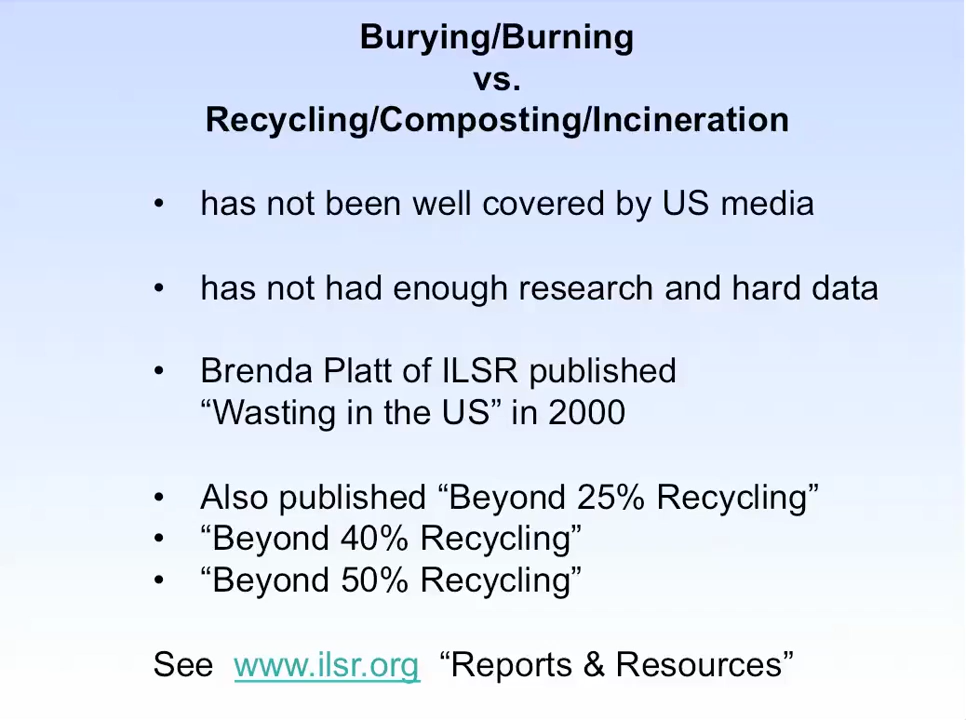 Burying/Burning
vs.
Recycling/Composting/Incineration
• has not been well covered by US media
• has not had enough research and hard data
• Brenda Platt of ILSR published
“Wasting in the US” in 2000
• Also published “Beyond 25% Recycling”
• “Beyond 40% Recycling”
• “Beyond 50% Recycling”
See www.ilsr.org “Reports & Resources”